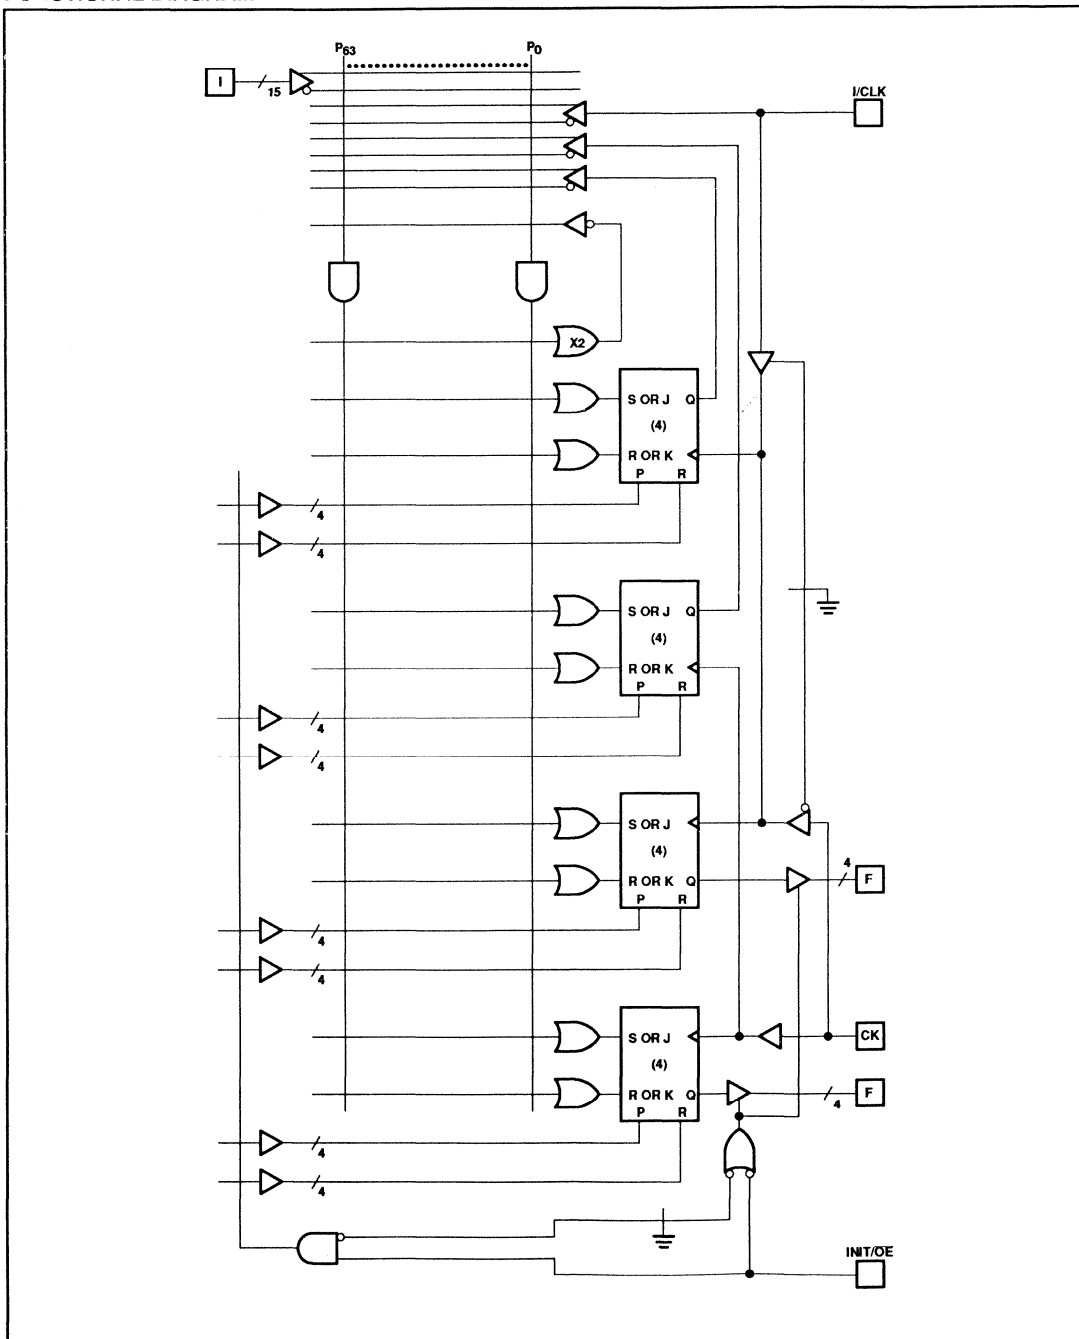 P63 P0
I 15
I/CLK
X2
S OR J Q
(4)
R OR K
P R
4
4
S OR J Q
(4)
R OR K
P R
4
4
S OR J
(4)
4
R OR K Q F
P R
4
4
S OR J CK
(4)
R OR K Q F
4
P R
4
4
INIT/OE